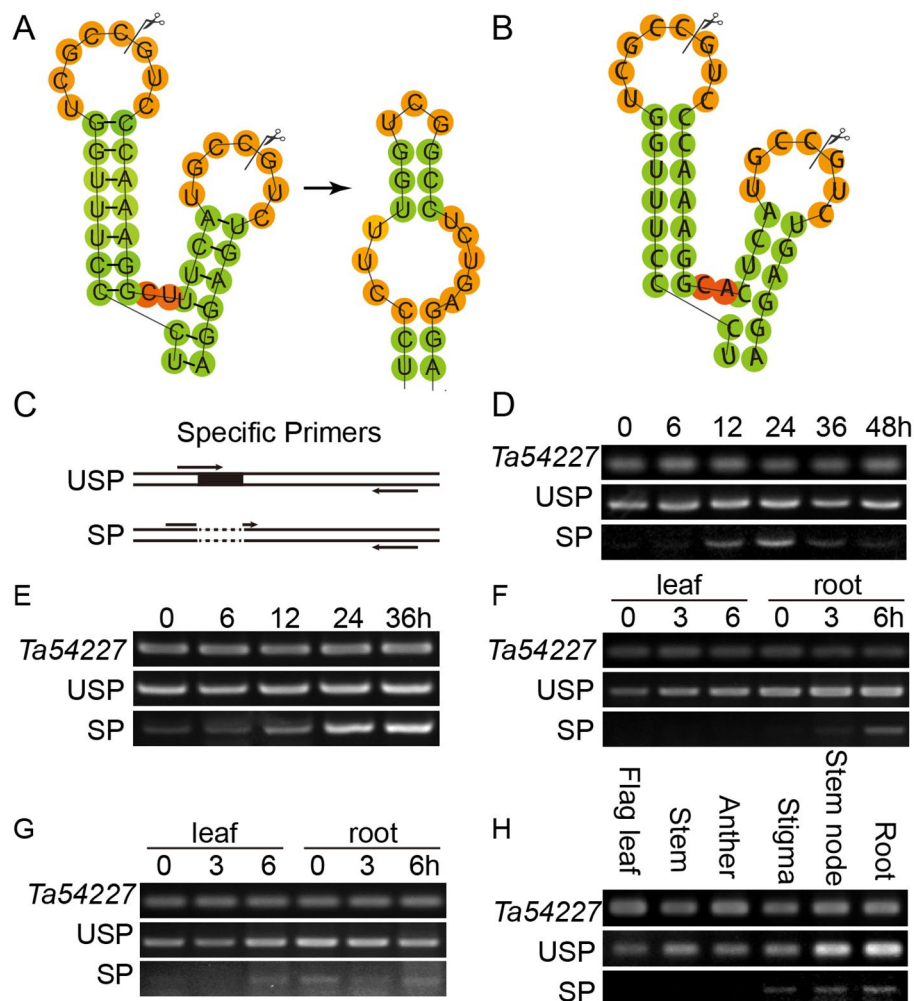 A
U C C C U U U G G U C G C C G U C C C A A A G G C U U U C A U G C C G U C U G A G G A
U C C C U U U G G U C G G C C U C U G A G G A
B
U C C C U U U G G U C G C C G U C C C A A A G G C A C U C A U G C C G U C U G A G G A
C
Specific Primers
USP
SP
D
0 6 12 24 36 48h
Ta54227
USP
SP
E
0 6 12 24 36h
Ta54227
USP
SP
F
leaf root
0 3 6 0 3 6h
Ta54227
USP
SP
G
leaf root
0 3 6 0 3 6h
Ta54227
USP
SP
H
Flag leaf
Stem
Anther
Stigma
Stem node
Root
Ta54227
USP
SP